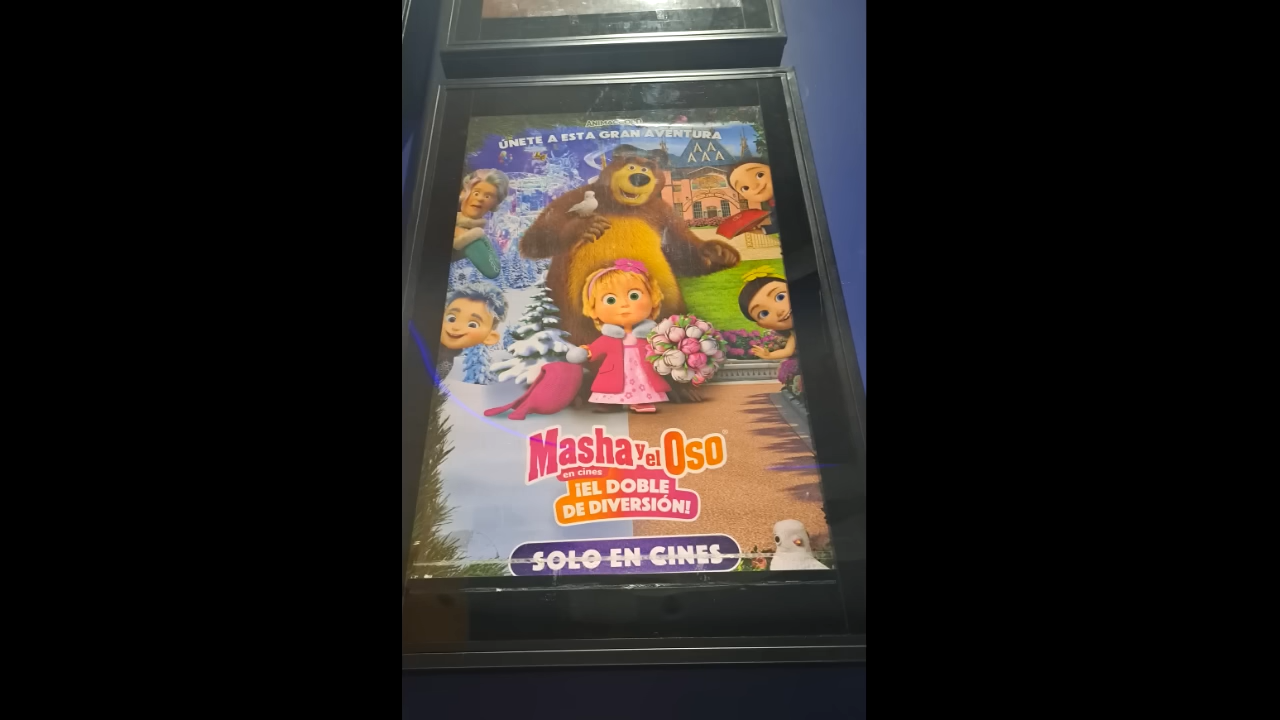 ÚNETE A ESTA GRAN AVENTURA
Masha y el Oso
en cines
¡EL DOBLE
DE DIVERSIÓN!
SOLO EN CINES